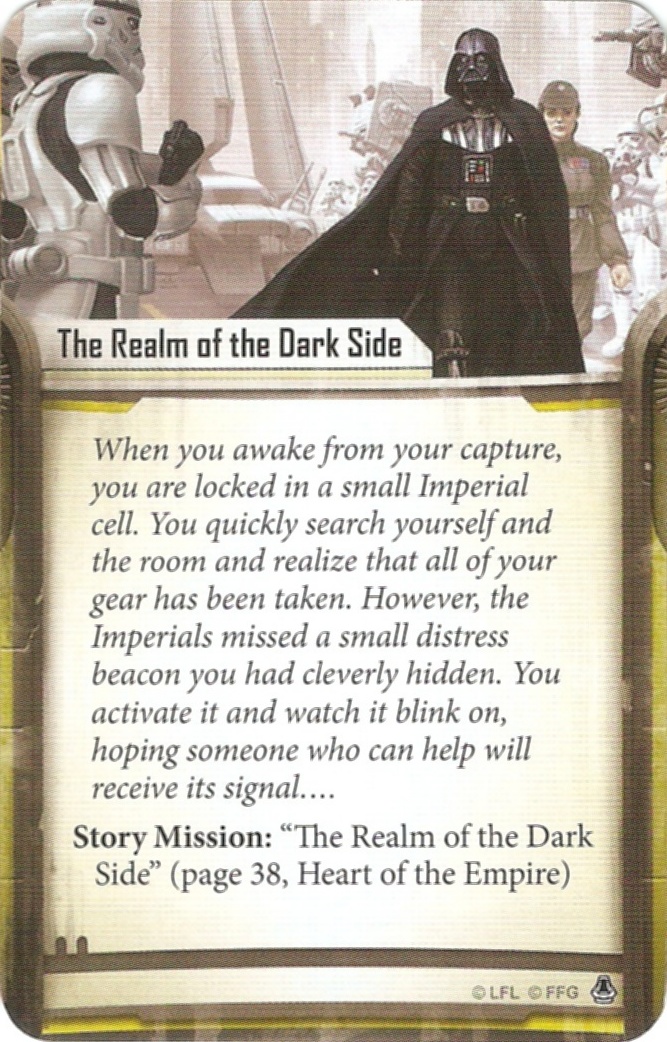 The Realm of the Dark Side
When you awake from your capture,
you are locked in a small Imperial
cell. You quickly search yourself and
the room and realize that all of your
gear has been taken. However, the
Imperials missed a small distress
beacon you had cleverly hidden. You
activate it and watch it blink on,
hoping someone who can help will
receive its signal....
Story Mission: “The Realm of the Dark
Side” (page 38, Heart of the Empire)
© LFL © FFG